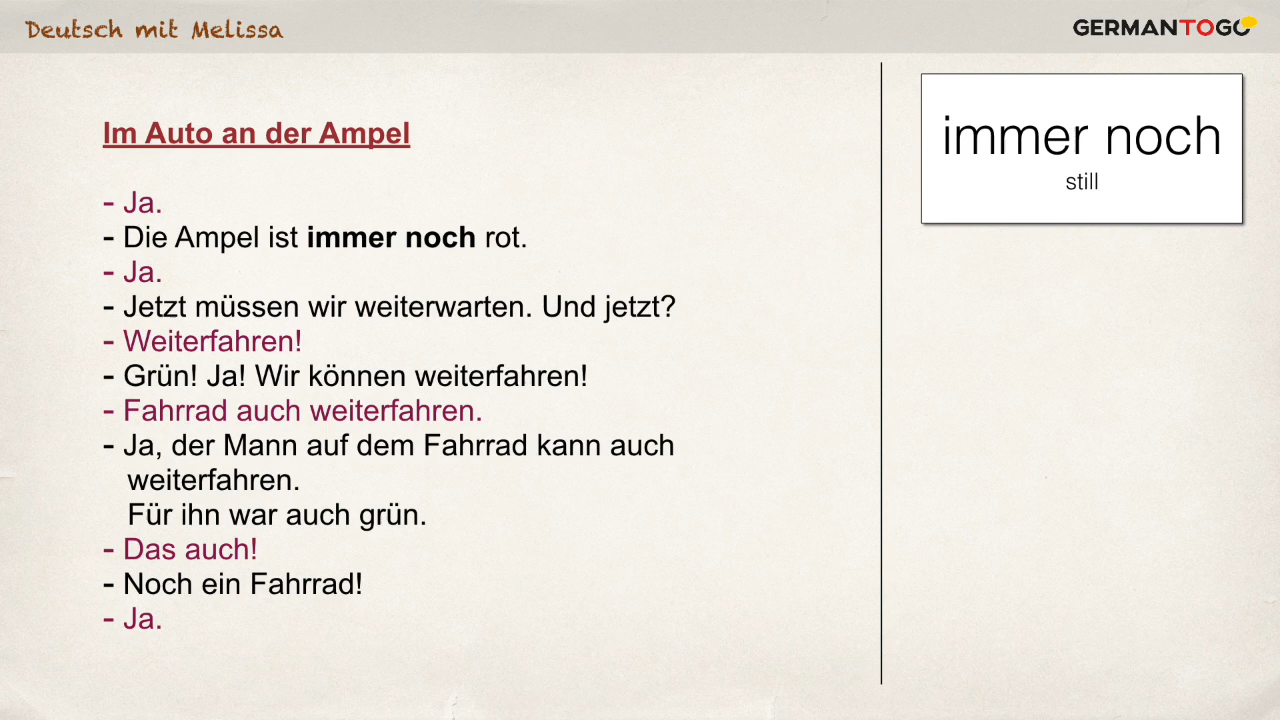 Deutsch mit Melissa
GERMANTOGO
Im Auto an der Ampel
- Ja.
- Die Ampel ist immer noch rot.
- Ja.
- Jetzt müssen wir weiterwarten. Und jetzt?
- Weiterfahren!
- Grün! Ja! Wir können weiterfahren!
- Fahrrad auch weiterfahren.
- Ja, der Mann auf dem Fahrrad kann auch
weiterfahren.
Für ihn war auch grün.
- Das auch!
- Noch ein Fahrrad!
- Ja.
immer noch
still